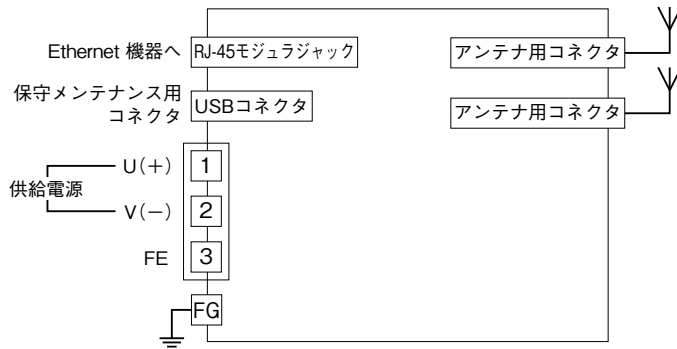 Ethernet 機器へ
RJ-45モジュラジャック
保守メンテナンス用
コネクタ
USBコネクタ
供給電源
U(+)
1
V(−)
2
FE
3
FG
アンテナ用コネクタ
アンテナ用コネクタ